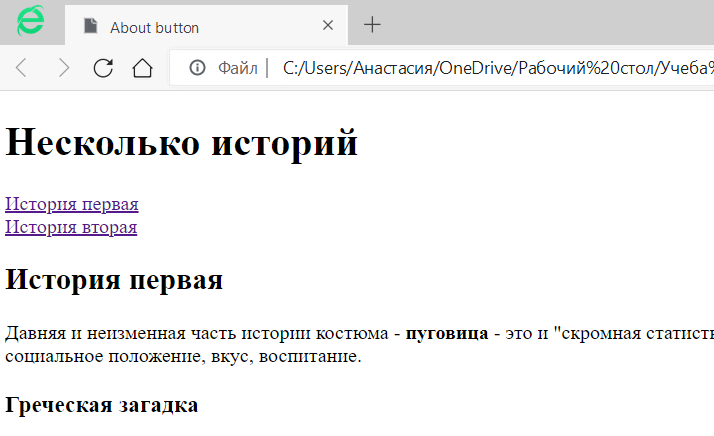 About button
Файл | C:/Users/Анастасия/OneDrive/Рабочий%20стол/Учеба%
Несколько историй
История первая
История вторая
История первая
Давняя и неизменная часть истории костюма - пуговица - это и "скромная
социальное положение, вкус, воспитание.
Греческая загадка